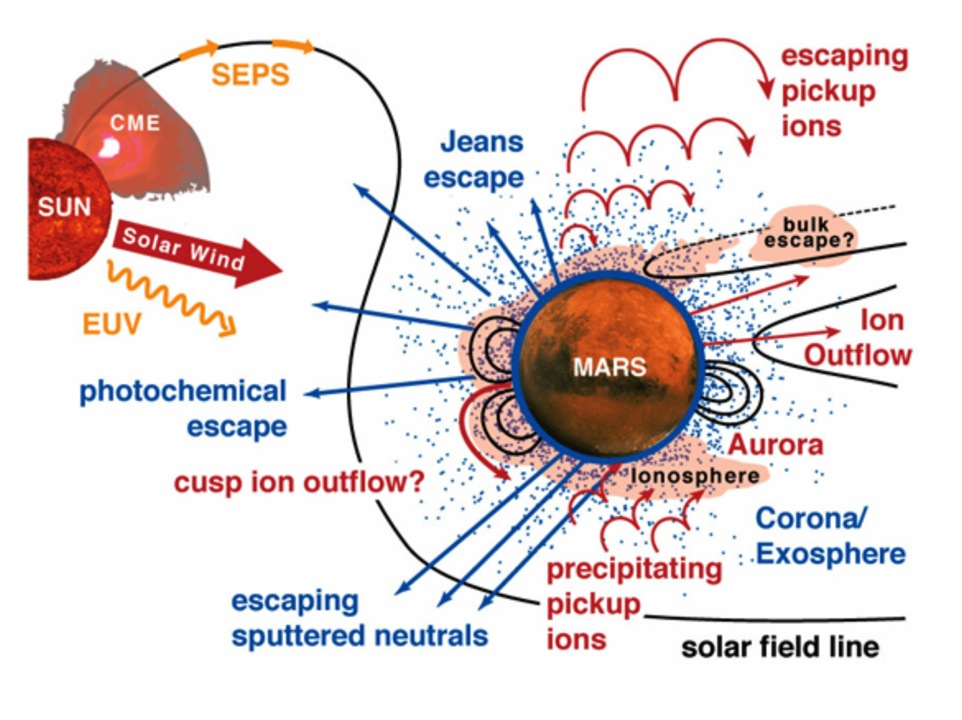 SEPS
CME
SUN
Solar Wind
EUV
Jeans
escape
escaping
pickup
ions
bulk
escape?
Ion
Outflow
MARS
photochemical
escape
cusp ion outflow?
Aurora
Ionosphere
Corona/
Exosphere
precipitating
pickup
ions
escaping
sputtered neutrals
solar field line